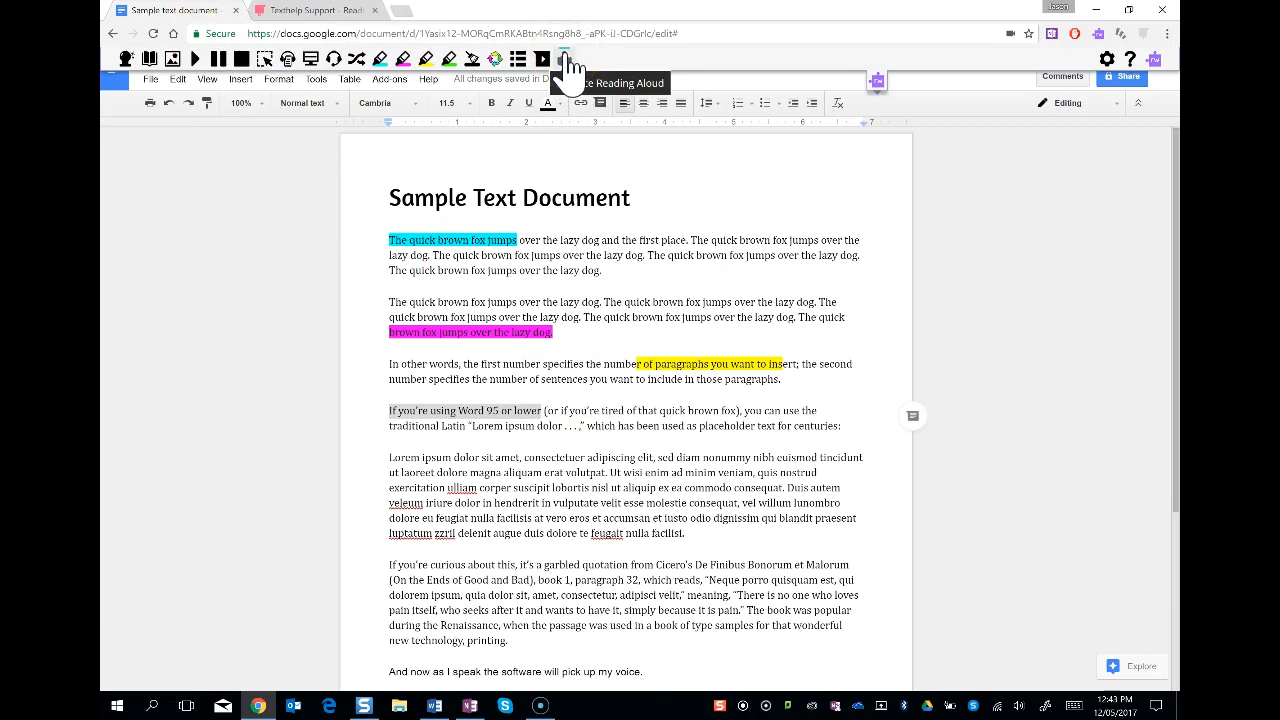 Sample text document
Texthelp Support - Read
Jason
Secure
https://docs.google.com/document/d/1Yasix12-MORqCmRKABtn4Rsng8h8_-aPK-iJ-CDGrIc/edit#
Reading Aloud
File Edit View Insert Format Tools Table Add-ons Help All changes saved in D
Comments Share
100% Normal text Cambria 11.5 B I U A Editing
1 2 3 4 5 6 7
Sample Text Document
The quick brown fox jumps over the lazy dog and the first place. The quick brown fox jumps over the
lazy dog. The quick brown fox jumps over the lazy dog. The quick brown fox jumps over the lazy dog.
The quick brown fox jumps over the lazy dog.
The quick brown fox jumps over the lazy dog. The quick brown fox jumps over the lazy dog. The
quick brown fox jumps over the lazy dog. The quick brown fox jumps over the lazy dog. The quick
brown fox jumps over the lazy dog.
In other words, the first number specifies the number of paragraphs you want to insert; the second
number specifies the number of sentences you want to include in those paragraphs.
If you're using Word 95 or lower (or if you're tired of that quick brown fox), you can use the
traditional Latin “Lorem ipsum dolor . . . ,” which has been used as placeholder text for centuries:
Lorem ipsum dolor sit amet, consectetuer adipiscing elit, sed diam nonummy nibh euismod tincidunt
ut laoreet dolore magna aliquam erat volutpat. Ut wisi enim ad minim veniam, quis nostrud
exercitation ulliam corper suscipit lobortis nisl ut aliquip ex ea commodo consequat. Duis autem
veleum iriure dolor in hendrerit in vulputate velit esse molestie consequat, vel willum lunombro
dolore eu feugiat nulla facilisis at vero eros et accumsan et iusto odio dignissim qui blandit praesent
luptatum zzril delenit augue duis dolore te feugait nulla facilisi.
If you're curious about this, it's a garbled quotation from Cicero's De Finibus Bonorum et Malorum
(On the Ends of Good and Bad), book 1, paragraph 32, which reads, “Neque porro quisquam est, qui
dolorem ipsum, quia dolor sit, amet, consectetur, adipisci velit,” meaning, “There is no one who loves
pain itself, who seeks after it and wants to have it, simply because it is pain.” The book was popular
during the Renaissance, when the passage was used in a book of type samples for that wonderful
new technology, printing.
And now as I speak the software will pick up my voice.
Explore
12:43 PM
12/05/2017